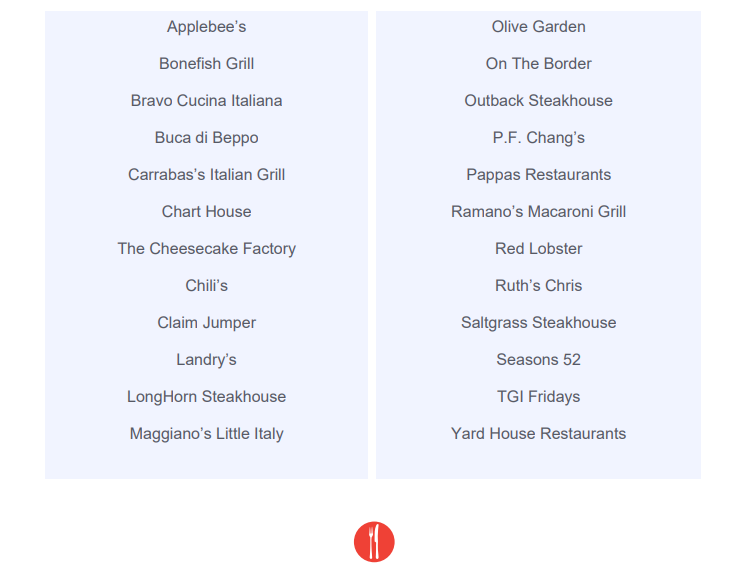 Applebee’s
Bonefish Grill
Bravo Cucina Italiana
Buca di Beppo
Carrabas’s Italian Grill
Chart House
The Cheesecake Factory
Chili’s
Claim Jumper
Landry’s
LongHorn Steakhouse
Maggiano’s Little Italy
Olive Garden
On The Border
Outback Steakhouse
P.F. Chang’s
Pappas Restaurants
Ramano’s Macaroni Grill
Red Lobster
Ruth’s Chris
Saltgrass Steakhouse
Seasons 52
TGI Fridays
Yard House Restaurants